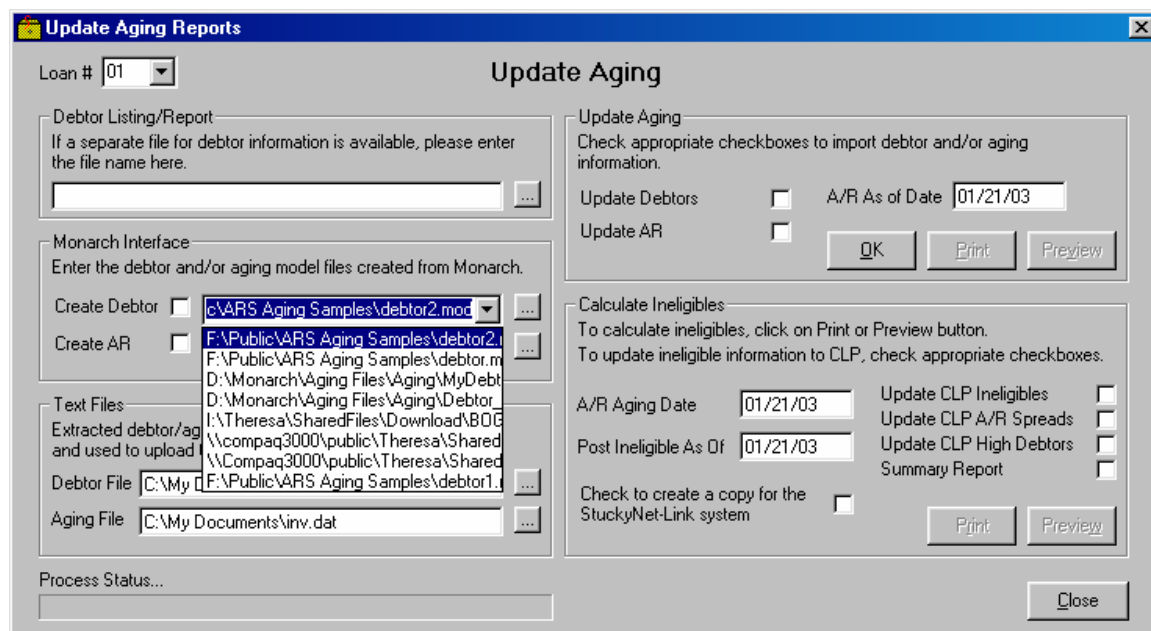 Update Aging Reports
Loan # 01
Update Aging
Debtor Listing/Report
If a separate file for debtor information is available, please enter
the file name here.
...
Monarch Interface
Enter the debtor and/or aging model files created from Monarch.
Create Debtor
c\ARS Aging Samples\debtor2.mod
...
Create AR
...
F:\Public\ARS Aging Samples\debtor2.
F:\Public\ARS Aging Samples\debtor.m
D:\Monarch\Aging Files\Aging\MyDebt
D:\Monarch\Aging Files\Aging\Debtor_
I:\Theresa\SharedFiles\Download\BOG
\\compaq3000\public\Theresa\Shared
\\Compaq3000\public\Theresa\Shared
F:\Public\ARS Aging Samples\debtor1.
Text Files
Extracted debtor/ag
and used to upload
Debtor File C:\My D
...
Aging File C:\My Documents\inv.dat
...
Process Status...
Update Aging
Check appropriate checkboxes to import debtor and/or aging
information.
Update Debtors
A/R As of Date 01/21/03
Update AR
OK
Print
Preview
Calculate Ineligibles
To calculate ineligibles, click on Print or Preview button.
To update ineligible information to CLP, check appropriate checkboxes.
A/R Aging Date 01/21/03
Post Ineligible As Of 01/21/03
Update CLP Ineligibles
Update CLP A/R Spreads
Update CLP High Debtors
Summary Report
Check to create a copy for the
StuckyNet-Link system
Print
Preview
Close